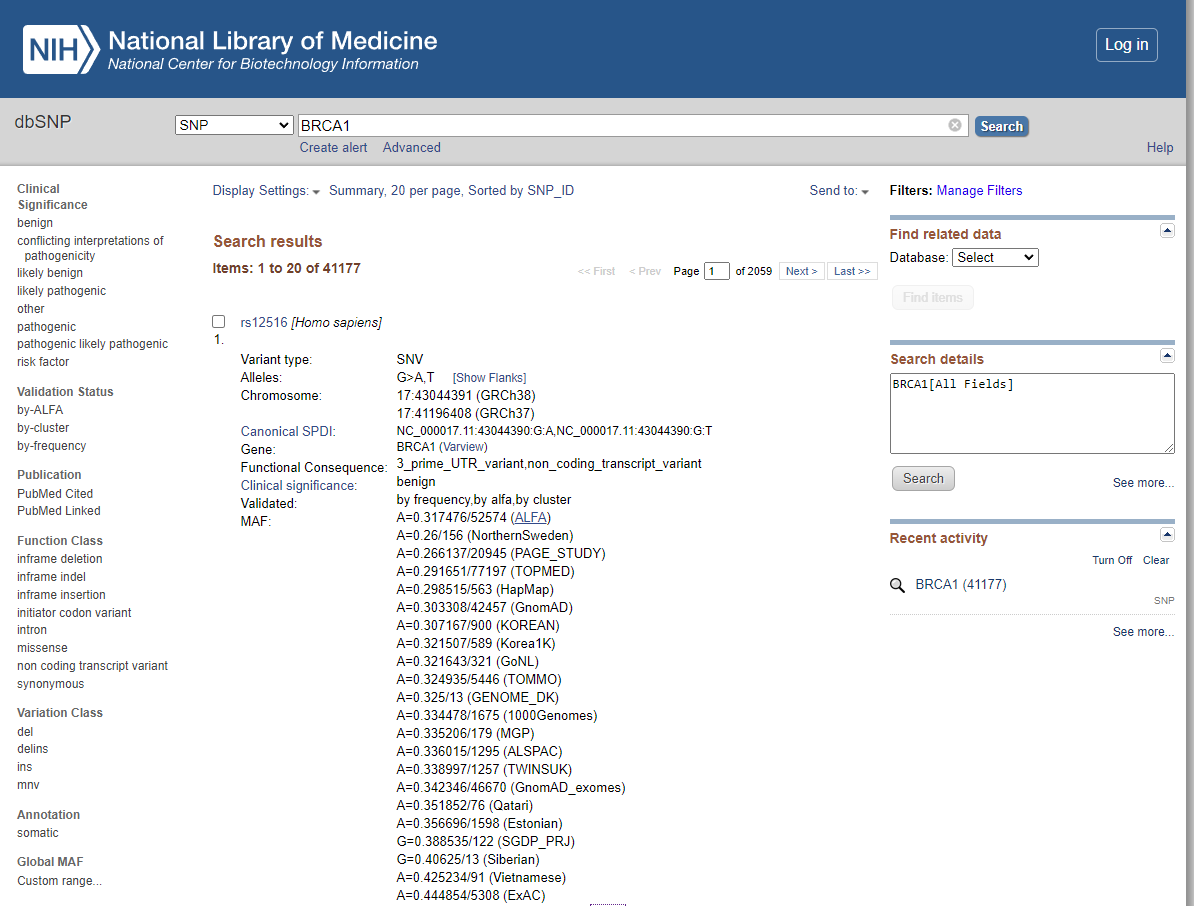 NIH National Library of Medicine
National Center for Biotechnology Information
Log in
dbSNP
SNP
BRCA1
Search
Create alert Advanced
Help
Clinical
Significance
benign
conflicting interpretations of
pathogenicity
likely benign
likely pathogenic
other
pathogenic
pathogenic likely pathogenic
risk factor
Validation Status
by-ALFA
by-cluster
by-frequency
Publication
PubMed Cited
PubMed Linked
Function Class
inframe deletion
inframe indel
inframe insertion
initiator codon variant
intron
missense
non coding transcript variant
synonymous
Variation Class
del
delins
ins
mnv
Annotation
somatic
Global MAF
Custom range...
Display Settings: Summary, 20 per page, Sorted by SNP_ID
Send to:
Search results
Items: 1 to 20 of 41177
<< First < Prev Page 1 of 2059 Next > Last >>
rs12516 [Homo sapiens]
1.
Variant type: SNV
Alleles: G>A,T [Show Flanks]
Chromosome: 17:43044391 (GRCh38)
17:41196408 (GRCh37)
Canonical SPDI: NC_000017.11:43044390:G:A,NC_000017.11:43044390:G:T
Gene: BRCA1 (Varview)
Functional Consequence: 3_prime_UTR_variant,non_coding_transcript_variant
Clinical significance: benign
Validated: by frequency,by alfa,by cluster
MAF: A=0.317476/52574 (ALFA)
A=0.26/156 (NorthernSweden)
A=0.266137/20945 (PAGE_STUDY)
A=0.291651/77197 (TOPMED)
A=0.298515/563 (HapMap)
A=0.303308/42457 (GnomAD)
A=0.307167/900 (KOREAN)
A=0.321507/589 (Korea1K)
A=0.321643/321 (GoNL)
A=0.324935/5446 (TOMMO)
A=0.325/13 (GENOME_DK)
A=0.334478/1675 (1000Genomes)
A=0.335206/179 (MGP)
A=0.336015/1295 (ALSPAC)
A=0.338997/1257 (TWINSUK)
A=0.342346/46670 (GnomAD_exomes)
A=0.351852/76 (Qatari)
A=0.356696/1598 (Estonian)
G=0.388535/122 (SGDP_PRJ)
G=0.40625/13 (Siberian)
A=0.425234/91 (Vietnamese)
A=0.444854/5308 (ExAC)
Filters: Manage Filters
Find related data
Database: Select
Find items
Search details
BRCA1[All Fields]
Search
See more...
Recent activity
Turn Off Clear
BRCA1 (41177)
SNP
See more...